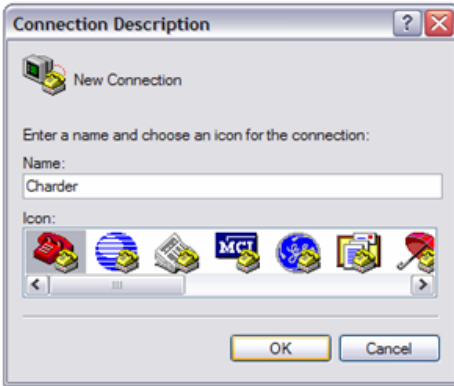 Connection Description
New Connection
Enter a name and choose an icon for the connection:
Name:
Charder
Icon:
MCI
OK Cancel